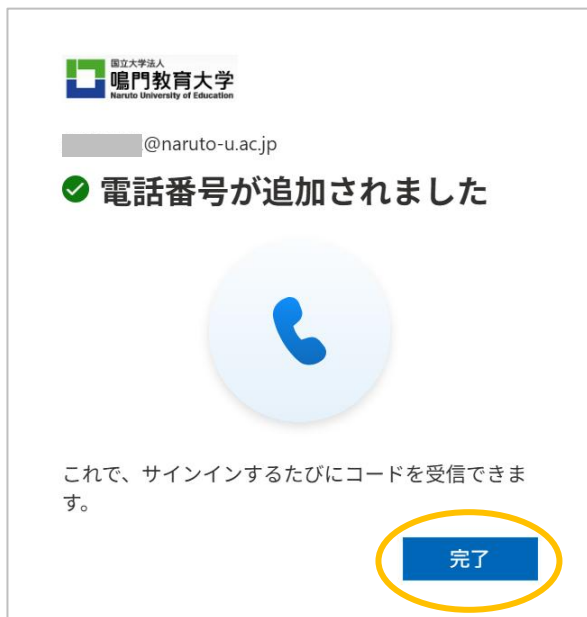 国立大学法人
鳴門教育大学
Naruto University of Education
@naruto-u.ac.jp
電話番号が追加されました
これで、サインインするたびにコードを受信できま
す。
完了